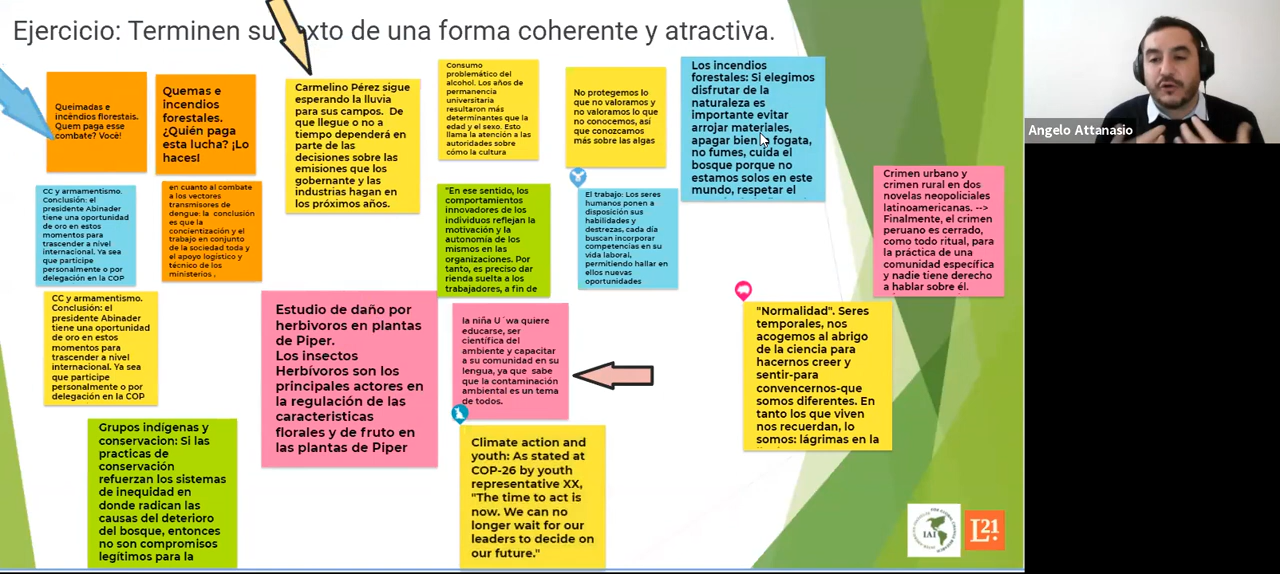 Ejercicio: Terminen su texto de una forma coherente y atractiva.
Queimadas e
incêndios florestais.
Quem paga esse
combate? Você!
Quemas e
incendios
forestales.
¿Quién paga
esta lucha? ¡Lo
haces!
Carmelino Pérez sigue
esperando la lluvia
para sus campos. De
que llegue o no a
tiempo dependerá en
parte de las
decisiones sobre las
emisiones que los
gobernante y las
industrias hagan en
los próximos años.
Consumo
problemático del
alcohol. Los años de
permanencia
universitaria
resultaron más
determinantes que la
edad y el sexo. Esto
llama la atención a las
autoridades sobre
cómo la cultura
No protegemos lo
que no valoramos y
no valoramos lo que
no conocemos, así
que conozcamos
más sobre las algas
Los incendios
forestales: Si elegimos
disfrutar de la
naturaleza es
importante evitar
arrojar materiales,
apagar bien la fogata,
no fumes, cuida el
bosque porque no
estamos solos en este
mundo, respetar el
Angelo Attanasio
CC y armamentismo.
Conclusión: el
presidente Abinader
tiene una oportunidad
de oro en estos
momentos para
trascender a nivel
internacional. Ya sea
que participe
personalmente o por
delegación en la COP
en cuanto al combate
a los vectores
transmisores de
dengue: la conclusión
es que la
concientización y el
trabajo en conjunto
de la sociedad toda y
el apoyo logístico y
técnico de los
ministerios ,
"En ese sentido, los
comportamientos
innovadores de los
individuos reflejan la
motivación y la
autonomía de los
mismos en las
organizaciones. Por
tanto, es preciso dar
rienda suelta a los
trabajadores, a fin de
El trabajo: Los seres
humanos ponen a
disposición sus
habilidades y
destrezas, cada día
buscan incorporar
competencias en su
vida laboral,
permitiendo hallar en
ellos nuevas
oportunidades
Crimen urbano y
crimen rural en dos
novelas neopoliciales
latinoamericanas. -->
Finalmente, el crimen
peruano es cerrado,
como todo ritual, para
la práctica de una
comunidad específica
y nadie tiene derecho
a hablar sobre él.
CC y armamentismo.
Conclusión: el
presidente Abinader
tiene una oportunidad
de oro en estos
momentos para
trascender a nivel
internacional. Ya sea
que participe
personalmente o por
delegación en la COP
Estudio de daño por
herbivoros en plantas
de Piper.
Los insectos
Herbívoros son los
principales actores en
la regulación de las
caracteristicas
florales y de fruto en
las plantas de Piper
la niña U´wa quiere
educarse, ser
científica del
ambiente y capacitar
a su comunidad en su
lengua, ya que sabe
que la contaminación
ambiental es un tema
de todos.
"Normalidad". Seres
temporales, nos
acogemos al abrigo
de la ciencia para
hacernos creer y
sentir-para
convencernos-que
somos diferentes. En
tanto los que viven
nos recuerdan, lo
somos: lágrimas en la
Grupos indígenas y
conservacion: Si las
practicas de
conservación
refuerzan los sistemas
de inequidad en
donde radican las
causas del deterioro
del bosque, entonces
no son compromisos
legítimos para la
Climate action and
youth: As stated at
COP-26 by youth
representative XX,
"The time to act is
now. We can no
longer wait for our
leaders to decide on
our future."
IAI
L21